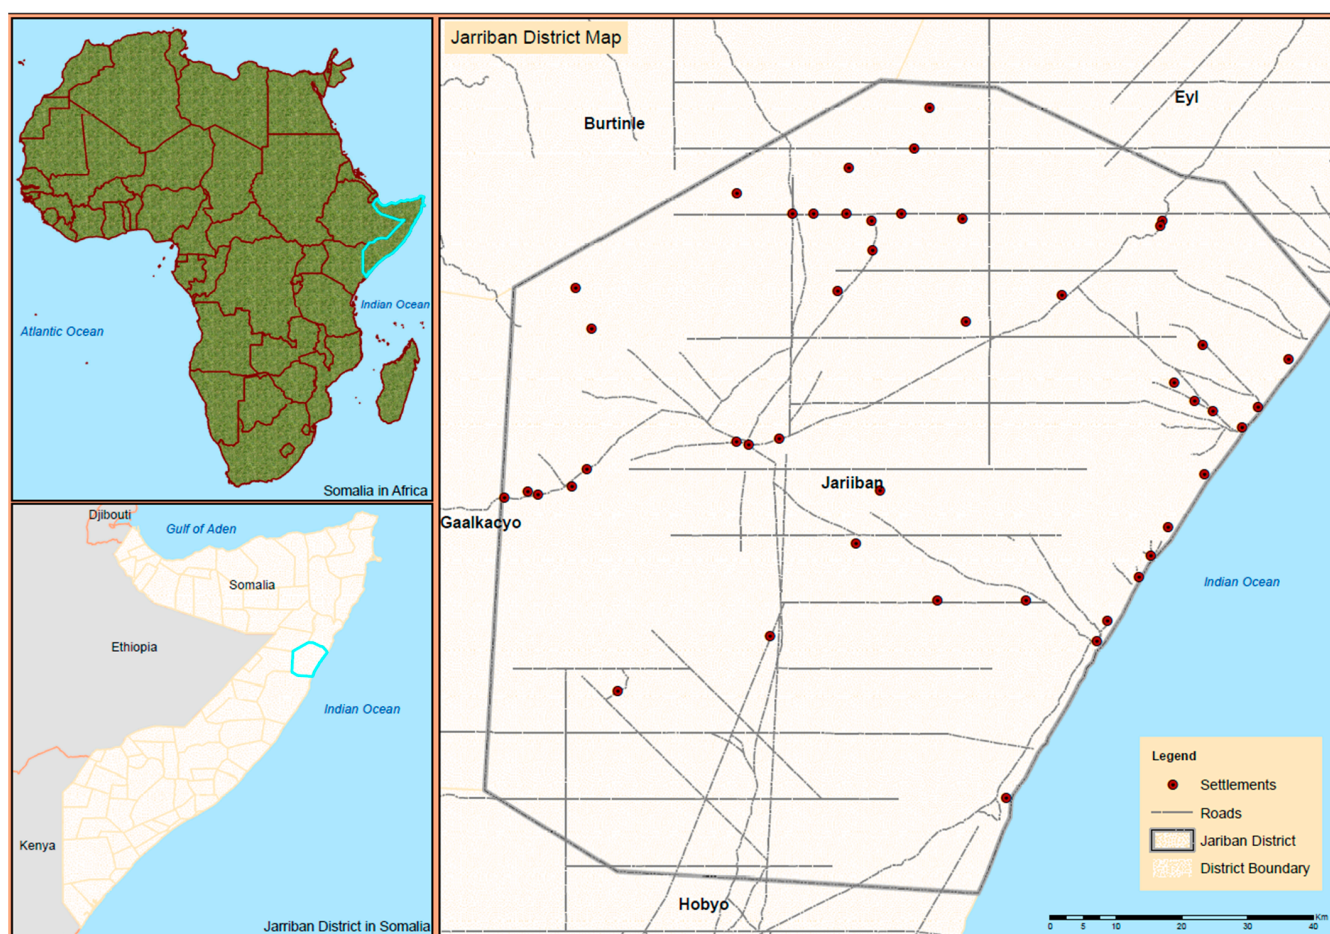 Atlantic Ocean
Indian Ocean
Somalia in Africa
Djibouti
Gulf of Aden
Somalia
Ethiopia
Indian Ocean
Kenya
Jarriban District in Somalia
Jarriban District Map
Burtinle
Eyl
Jariiban
Gaalkacyo
Indian Ocean
Hobyo
Legend
Settlements
Roads
Jariban District
District Boundary
Km
0 5 10 20 30 40